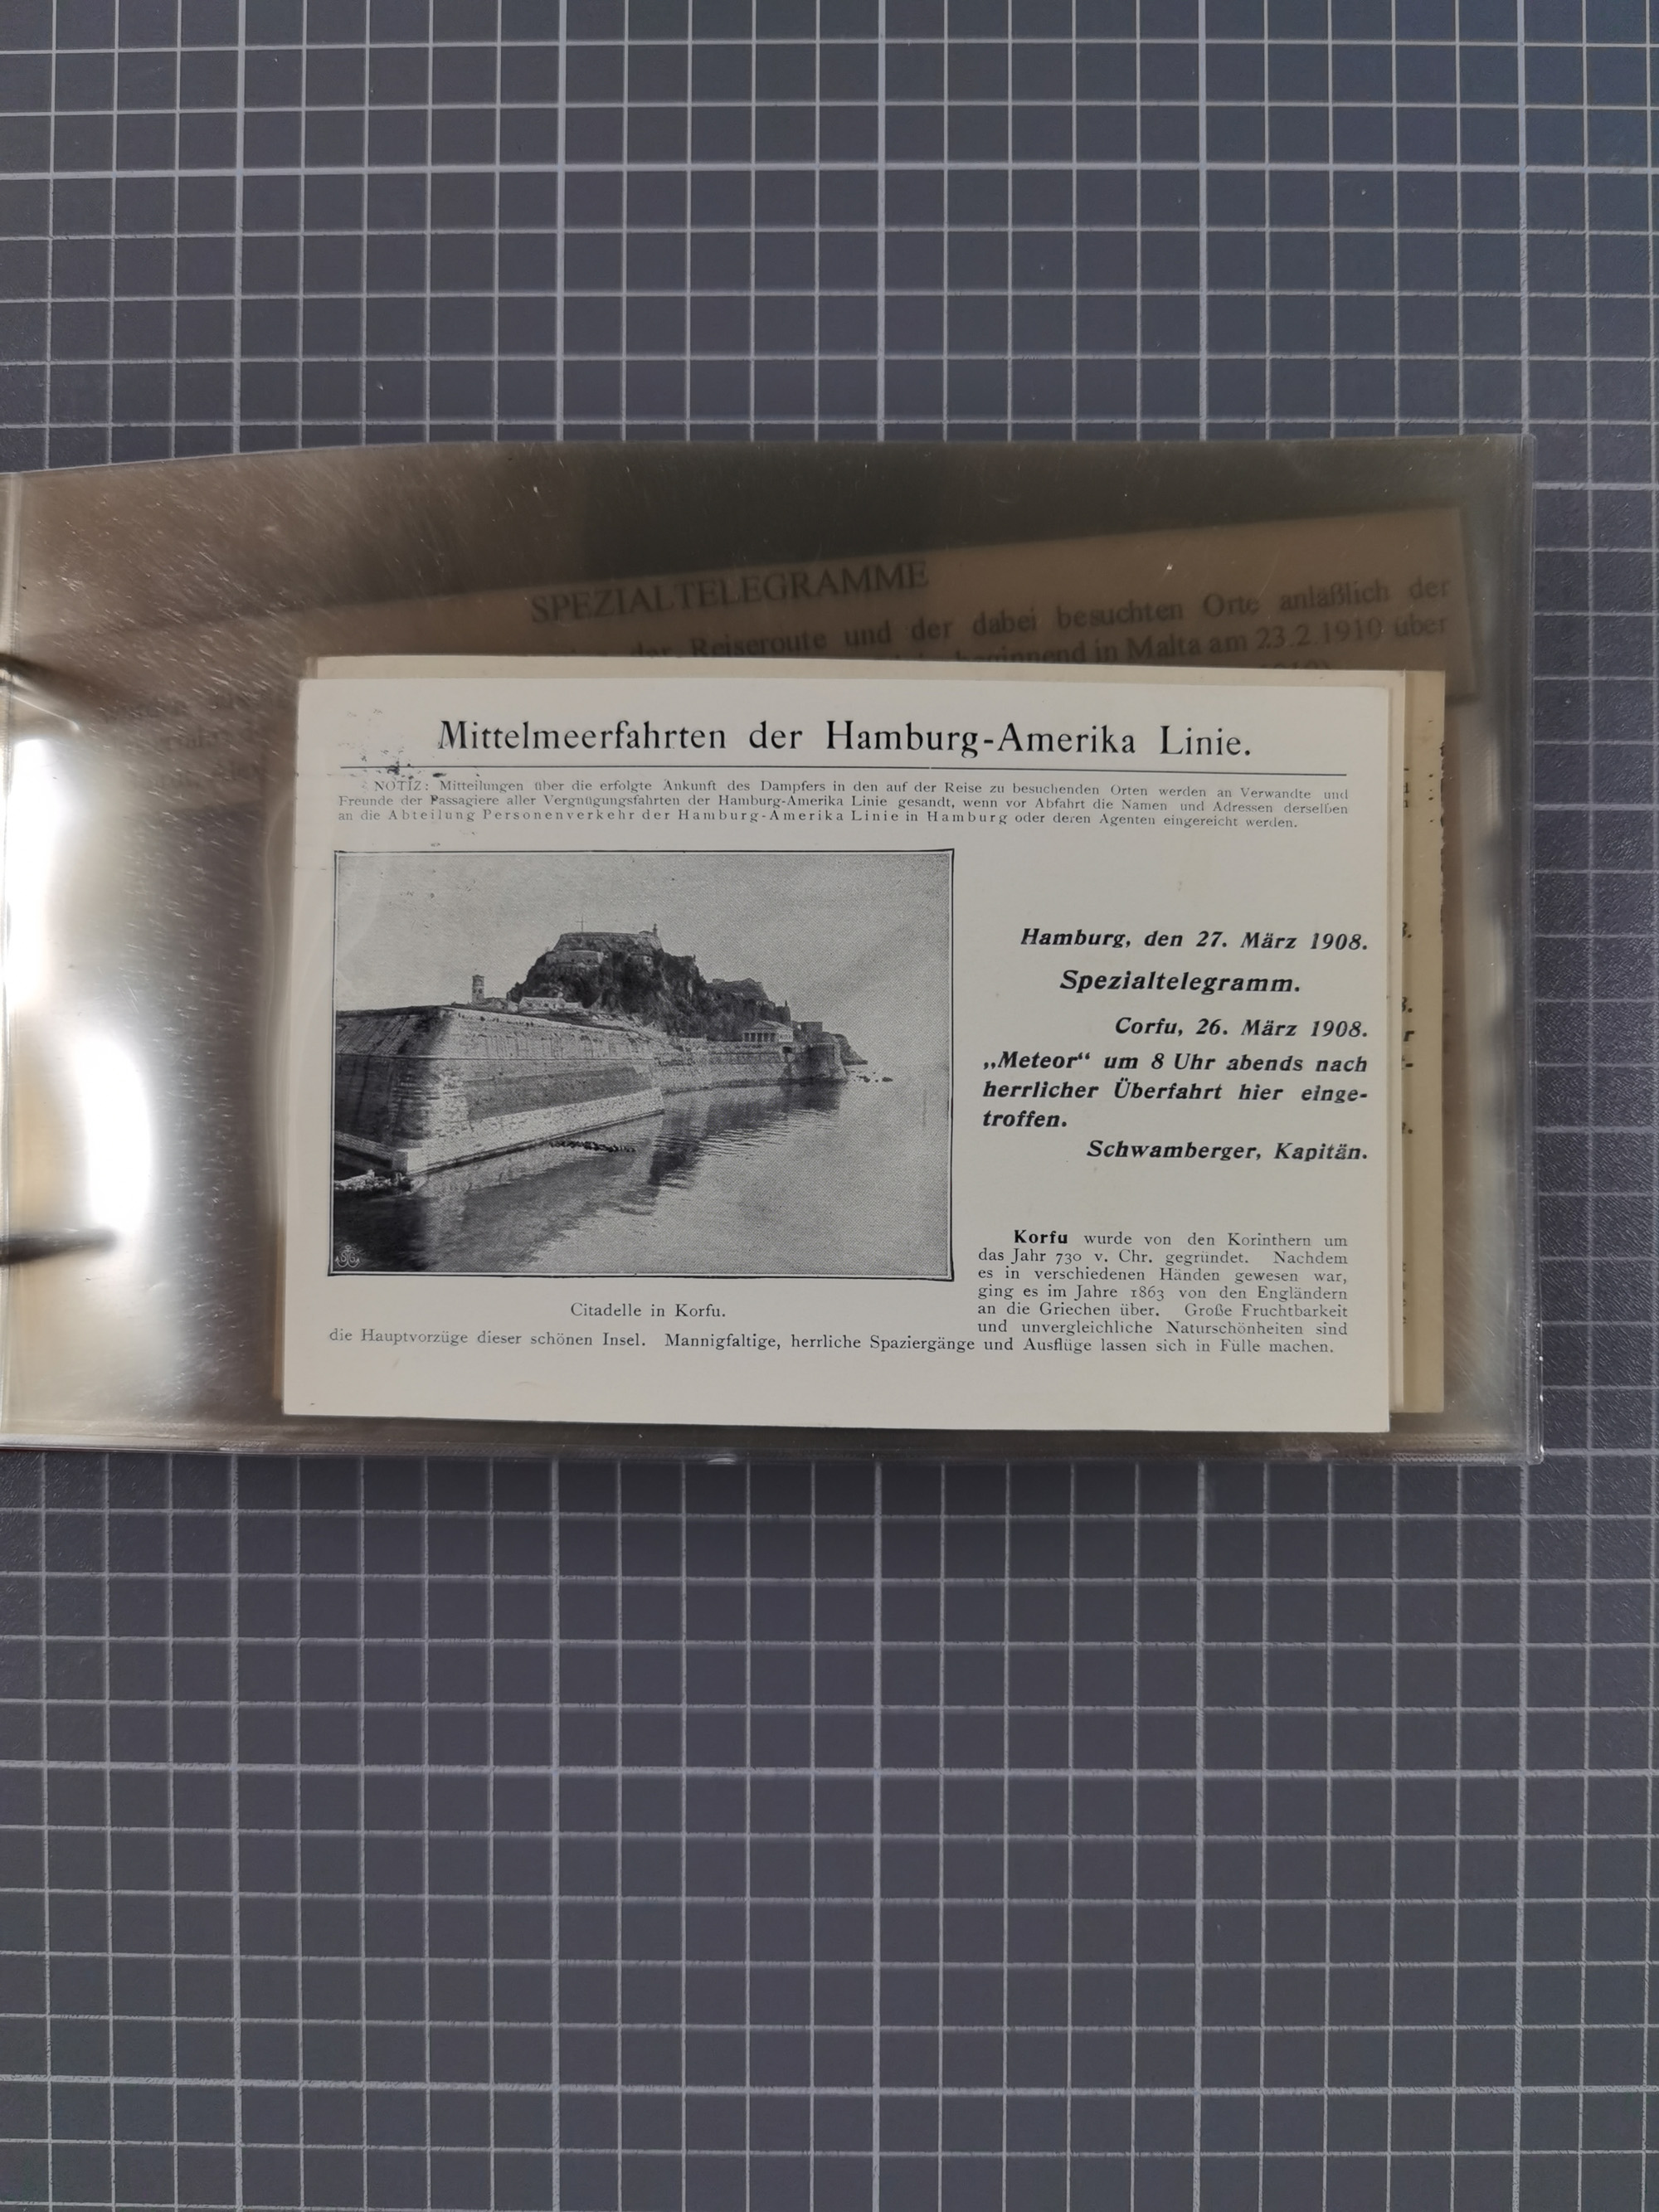 SPEZIALTELEGRAMME
der Reiseroute und der dabei besuchten Orte anläßlich der
beginnend in Malta am 23.2.1910 über
Mittelmeerfahrten der Hamburg-Amerika Linie.
NOTIZ: Mitteilungen über die erfolgte Ankunft des Dampfers in den auf der Reise zu besuchenden Orten werden an Verwandte und
Freunde der Passagiere aller Vergnügungsfahrten der Hamburg-Amerika Linie gesandt, wenn vor Abfahrt die Namen und Adressen derselben
an die Abteilung Personenverkehr der Hamburg-Amerika Linie in Hamburg oder deren Agenten eingereicht werden.
Hamburg, den 27. März 1908.
Spezialtelegramm.
Corfu, 26. März 1908.
„Meteor“ um 8 Uhr abends nach
herrlicher Überfahrt hier einge-
troffen.
Schwamberger, Kapitän.
Citadelle in Korfu.
Korfu wurde von den Korinthern um
das Jahr 730 v. Chr. gegründet. Nachdem
es in verschiedenen Händen gewesen war,
ging es im Jahre 1863 von den Engländern
an die Griechen über. Große Fruchtbarkeit
und unvergleichliche Naturschönheiten sind
die Hauptvorzüge dieser schönen Insel. Mannigfaltige, herrliche Spaziergänge und Ausflüge lassen sich in Fülle machen.